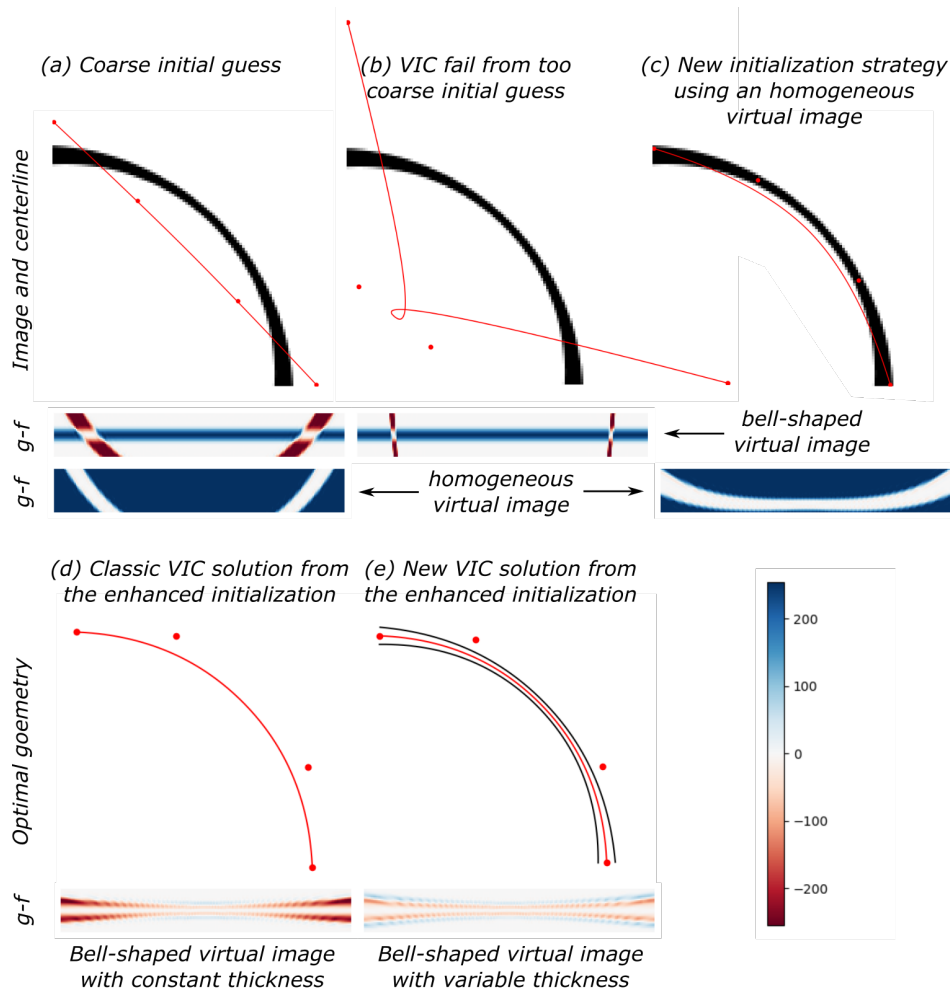 (a) Coarse initial guess
(b) VIC fail from too
coarse initial guess
(c) New initialization strategy
using an homogeneous
virtual image
Image and centerline
g-f
bell-shaped
virtual image
g-f
homogeneous
virtual image
(d) Classic VIC solution from
the enhanced initialization
(e) New VIC solution from
the enhanced initialization
Optimal goemetry
200
100
0
−100
−200
g-f
Bell-shaped virtual image
with constant thickness
Bell-shaped virtual image
with variable thickness